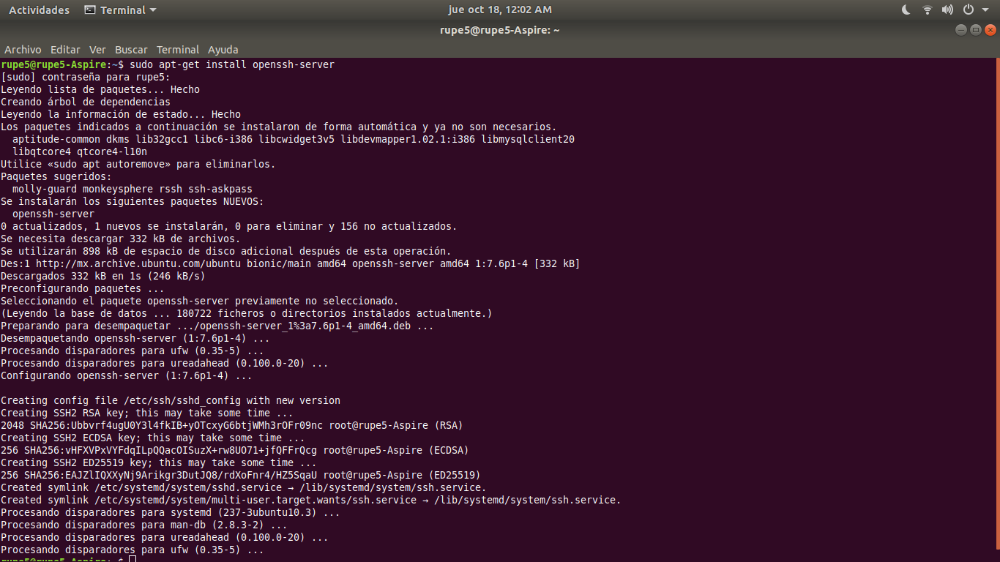 Actividades Terminal jue oct 18, 12:02 AM
rupe5@rupe5-Aspire: ~
Archivo Editar Ver Buscar Terminal Ayuda
rupe5@rupe5-Aspire:~$ sudo apt-get install openssh-server
[sudo] contraseña para rupe5:
Leyendo lista de paquetes... Hecho
Creando árbol de dependencias
Leyendo la información de estado... Hecho
Los paquetes indicados a continuación se instalaron de forma automática y ya no son necesarios.
  aptitude-common dkms lib32gcc1 libc6-i386 libcwidget3v5 libdevmapper1.02.1:i386 libmysqlclient20
  libqtcore4 qtcore4-l10n
Utilice «sudo apt autoremove» para eliminarlos.
Paquetes sugeridos:
  molly-guard monkeysphere rssh ssh-askpass
Se instalarán los siguientes paquetes NUEVOS:
  openssh-server
0 actualizados, 1 nuevos se instalarán, 0 para eliminar y 156 no actualizados.
Se necesita descargar 332 kB de archivos.
Se utilizarán 898 kB de espacio de disco adicional después de esta operación.
Des:1 http://mx.archive.ubuntu.com/ubuntu bionic/main amd64 openssh-server amd64 1:7.6p1-4 [332 kB]
Descargados 332 kB en 1s (246 kB/s)
Preconfigurando paquetes ...
Seleccionando el paquete openssh-server previamente no seleccionado.
(Leyendo la base de datos ... 180722 ficheros o directorios instalados actualmente.)
Preparando para desempaquetar .../openssh-server_1%3a7.6p1-4_amd64.deb ...
Desempaquetando openssh-server (1:7.6p1-4) ...
Procesando disparadores para ufw (0.35-5) ...
Procesando disparadores para ureadahead (0.100.0-20) ...
Configurando openssh-server (1:7.6p1-4) ...

Creating config file /etc/ssh/sshd_config with new version
Creating SSH2 RSA key; this may take some time ...
2048 SHA256:Ubbvrf4ugU0Y3l4fkIB+yOTcxyG6btjWMh3rOFr09nc root@rupe5-Aspire (RSA)
Creating SSH2 ECDSA key; this may take some time ...
256 SHA256:vHFXVPxVYFdqILpQQacOISuzX+rw8UO71+jfQFFrQcg root@rupe5-Aspire (ECDSA)
Creating SSH2 ED25519 key; this may take some time ...
256 SHA256:EAJZlIQXXyNj9Arikgr3DutJQ8/rdXoFnr4/HZ5SqaU root@rupe5-Aspire (ED25519)
Created symlink /etc/systemd/system/sshd.service → /lib/systemd/system/ssh.service.
Created symlink /etc/systemd/system/multi-user.target.wants/ssh.service → /lib/systemd/system/ssh.service.
Procesando disparadores para systemd (237-3ubuntu10.3) ...
Procesando disparadores para man-db (2.8.3-2) ...
Procesando disparadores para ureadahead (0.100.0-20) ...
Procesando disparadores para ufw (0.35-5) ...
rupe5@rupe5-Aspire:~$